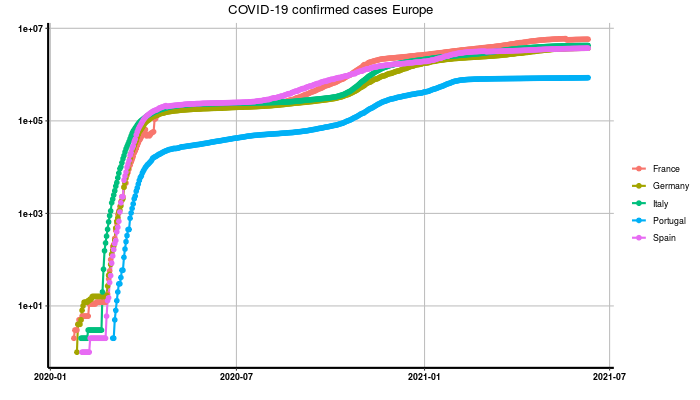 COVID-19 confirmed cases Europe
1e+07
1e+05
1e+03
1e+01
2020-01
2020-07
2021-01
2021-07
France
Germany
Italy
Portugal
Spain